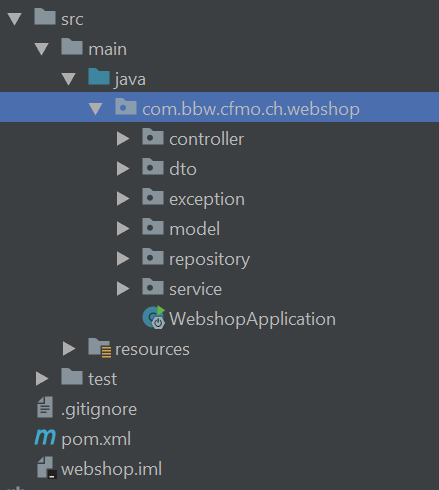 src
main
java
com.bbw.cfmo.ch.webshop
controller
dto
exception
model
repository
service
WebshopApplication
resources
test
.gitignore
pom.xml
webshop.iml